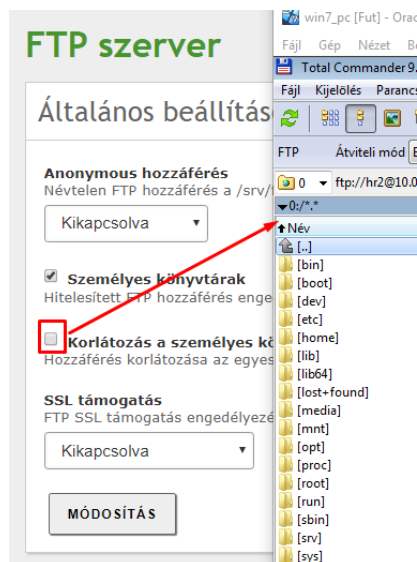 FTP szerver
Általános beállítás
Anonymous hozzáférés
Névtelen FTP hozzáférés a /srv/
Kikapcsolva
Személyes könyvtárak
Hitelesített FTP hozzáférés enge
Korlátozás a személyes kö
Hozzáférés korlátozása az egyes
SSL támogatás
FTP SSL támogatás engedélyezé
Kikapcsolva
MÓDOSÍTÁS
win7_pc [Fut] - Orac
Fájl Gép Nézet Be
Total Commander 9.
Fájl Kijelölés Parancs
FTP Átviteli mód
0 ftp://hr2@10.0
0:/*.*
Név
[..]
[bin]
[boot]
[dev]
[etc]
[home]
[lib]
[lib64]
[lost+found]
[media]
[mnt]
[opt]
[proc]
[root]
[run]
[sbin]
[srv]
[sys]